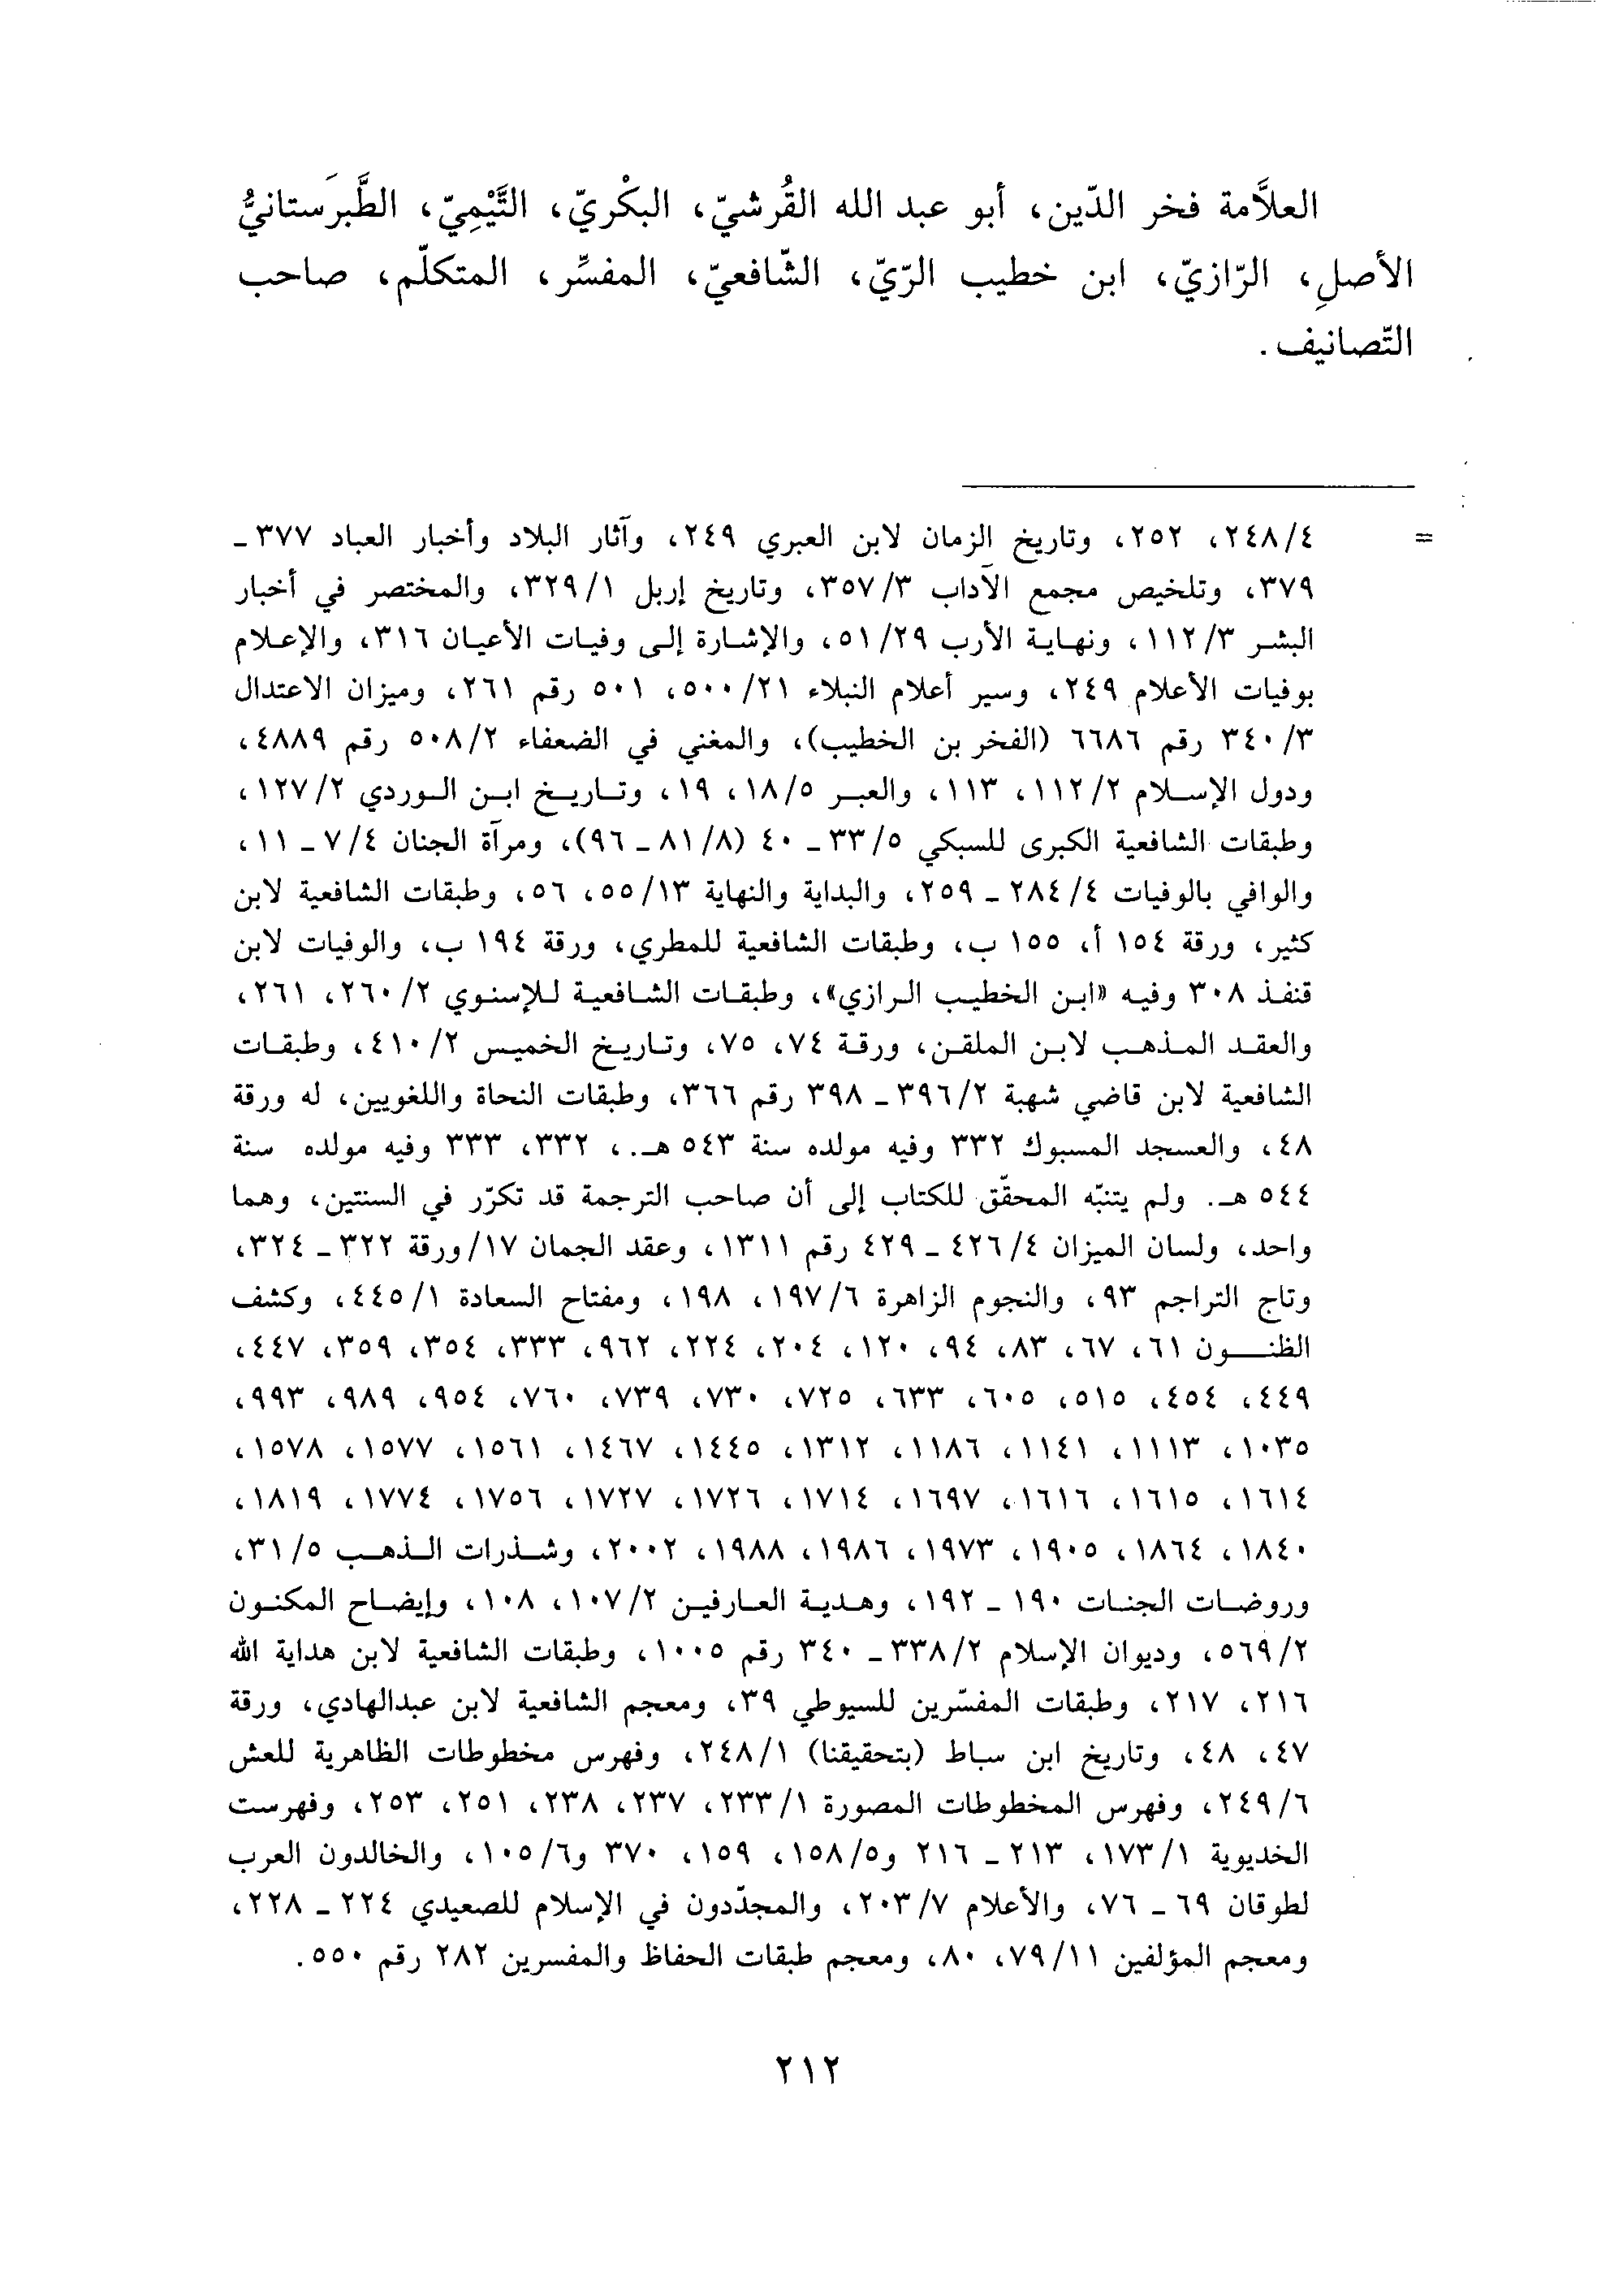 العلاَّمة فخر الدّين، أبو عبد الله القُرشيّ، البكْريّ، التَّيْمِيّ، الطَّبرَستانيُّ
الأصلِ، الرّازيّ، ابن خطيب الرّيّ، الشّافعيّ، المفسِّر، المتكلّم، صاحب
التّصانيف.
= ٤/ ٢٤٨، ٢٥٢، وتاريخ الزمان لابن العبري ٢٤٩، وآثار البلاد وأخبار العباد ٣٧٧ ـ
٣٧٩، وتلخيص مجمع الآداب ٣/ ٣٥٧، وتاريخ إربل ١/ ٣٢٩، والمختصر في أخبار
البشر ٣/ ١١٢، ونهاية الأرب ٢٩/ ٥١، والإشارة إلى وفيات الأعيان ٣١٦، والإعلام
بوفيات الأعلام ٢٤٩، وسير أعلام النبلاء ٢١/ ٥٠٠، ٥٠١ رقم ٢٦١، وميزان الاعتدال
٣/ ٣٤٠ رقم ٦٦٨٦ (الفخر بن الخطيب)، والمغني في الضعفاء ٢/ ٥٠٨ رقم ٤٨٨٩،
ودول الإسلام ٢/ ١١٢، ١١٣، والعبر ٥/ ١٨، ١٩، وتاريخ ابن الوردي ٢/ ١٢٧،
وطبقات الشافعية الكبرى للسبكي ٥/ ٣٣ ـ ٤٠ (٨/ ٨١ ـ ٩٦)، ومرآة الجنان ٤/ ٧ ـ ١١،
والوافي بالوفيات ٤/ ٢٨٤ ـ ٢٥٩، والبداية والنهاية ١٣/ ٥٥، ٥٦، وطبقات الشافعية لابن
كثير، ورقة ١٥٤ أ، ١٥٥ ب، وطبقات الشافعية للمطري، ورقة ١٩٤ ب، والوفيات لابن
قنفذ ٣٠٨ وفيه «ابن الخطيب الرازي»، وطبقات الشافعية للإسنوي ٢/ ٢٦٠، ٢٦١،
والعقد المذهب لابن الملقن، ورقة ٧٤، ٧٥، وتاريخ الخميس ٢/ ٤١٠، وطبقات
الشافعية لابن قاضي شهبة ٢/ ٣٩٦ ـ ٣٩٨ رقم ٣٦٦، وطبقات النحاة واللغويين، له ورقة
٤٨، والعسجد المسبوك ٣٣٢ وفيه مولده سنة ٥٤٣ هـ.، ٣٣٢، ٣٣٣ وفيه مولده سنة
٥٤٤ هـ. ولم يتنبّه المحقّق للكتاب إلى أن صاحب الترجمة قد تكرّر في السنتين، وهما
واحد، ولسان الميزان ٤/ ٤٢٦ ـ ٤٢٩ رقم ١٣١١، وعقد الجمان ١٧/ ورقة ٣٢٢ ـ ٣٢٤،
وتاج التراجم ٩٣، والنجوم الزاهرة ٦/ ١٩٧، ١٩٨، ومفتاح السعادة ١/ ٤٤٥، وكشف
الظنون ٦١، ٦٧، ٨٣، ٩٤، ١٢٠، ٢٠٤، ٢٢٤، ٩٦٢، ٣٣٣، ٣٥٤، ٣٥٩، ٤٤٧،
٤٤٩، ٤٥٤، ٥١٥، ٦٠٥، ٦٣٣، ٧٢٥، ٧٣٠، ٧٣٩، ٧٦٠، ٩٥٤، ٩٨٩، ٩٩٣،
١٠٣٥، ١١١٣، ١١٤١، ١١٨٦، ١٣١٢، ١٤٤٥، ١٤٦٧، ١٥٦١، ١٥٧٧، ١٥٧٨،
١٦١٤، ١٦١٥، ١٦١٦، ١٦٩٧، ١٧١٤، ١٧٢٦، ١٧٢٧، ١٧٥٦، ١٧٧٤، ١٨١٩،
١٨٤٠، ١٨٦٤، ١٩٠٥، ١٩٧٣، ١٩٨٦، ١٩٨٨، ٢٠٠٢، وشذرات الذهب ٥/ ٣١،
وروضات الجنات ١٩٠ ـ ١٩٢، وهدية العارفين ٢/ ١٠٧، ١٠٨، وإيضاح المكنون
٢/ ٥٦٩، وديوان الإسلام ٢/ ٣٣٨ ـ ٣٤٠ رقم ١٠٠٥، وطبقات الشافعية لابن هداية الله
٢١٦، ٢١٧، وطبقات المفسّرين للسيوطي ٣٩، ومعجم الشافعية لابن عبدالهادي، ورقة
٤٧، ٤٨، وتاريخ ابن سباط (بتحقيقنا) ١/ ٢٤٨، وفهرس مخطوطات الظاهرية للعش
٦/ ٢٤٩، وفهرس المخطوطات المصورة ١/ ٢٣٣، ٢٣٧، ٢٣٨، ٢٥١، ٢٥٣، وفهرست
الخديوية ١/ ١٧٣، ٢١٣ ـ ٢١٦ و٥/ ١٥٨، ١٥٩، ٣٧٠ و٦/ ١٠٥، والخالدون العرب
لطوقان ٦٩ ـ ٧٦، والأعلام ٧/ ٢٠٣، والمجدّدون في الإسلام للصعيدي ٢٢٤ ـ ٢٢٨،
ومعجم المؤلفين ١١/ ٧٩، ٨٠، ومعجم طبقات الحفاظ والمفسرين ٢٨٢ رقم ٥٥٠.
٢١٢